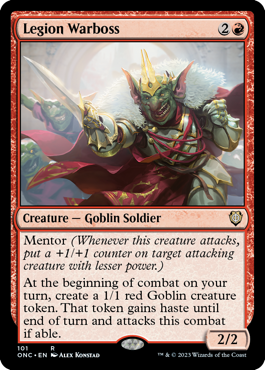 Legion Warboss 2
Creature — Goblin Soldier
Mentor (Whenever this creature attacks,
put a +1/+1 counter on target attacking
creature with lesser power.)
At the beginning of combat on your
turn, create a 1/1 red Goblin creature
token. That token gains haste until
end of turn and attacks this combat
if able.
2/2
101 R
ONC • EN ALEX KONSTAD ™ & © 2023 Wizards of the Coast